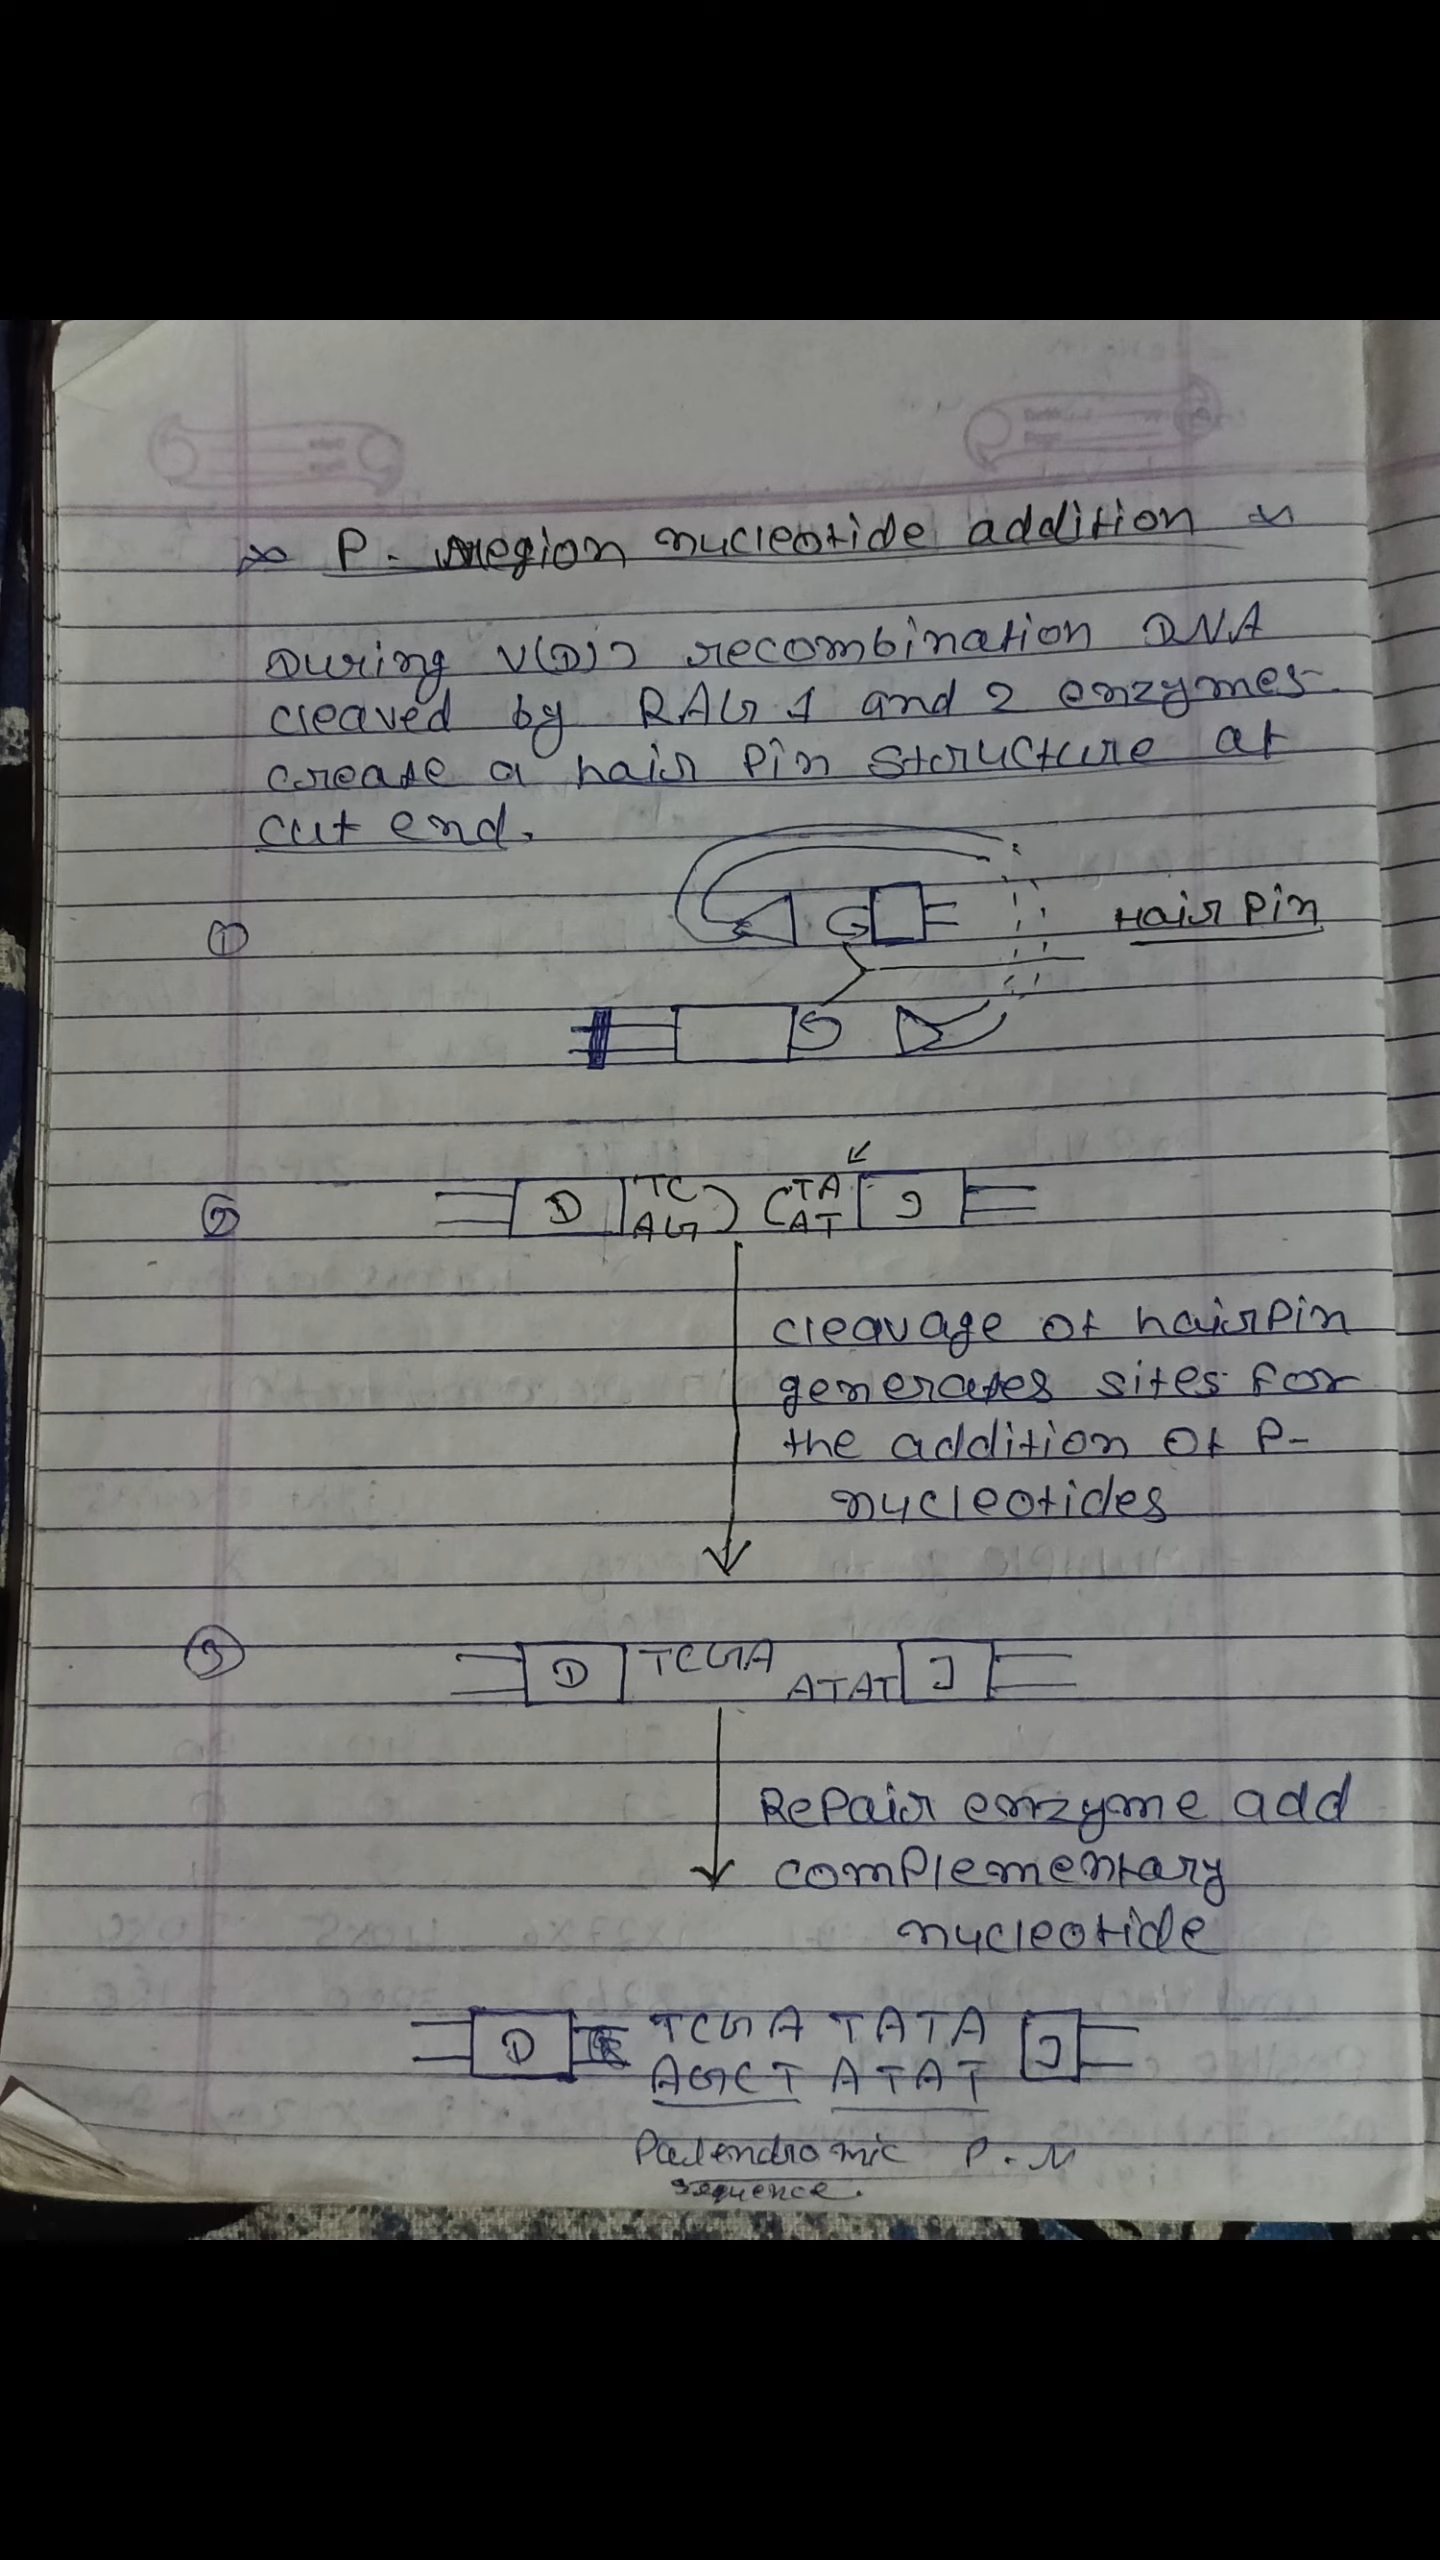 P. region nucleotide addition
During V(D)J recombination DNA
cleaved by RAG 1 and 2 enzymes
create a hair pin structure at
cut end.
① Hair pin
② D TC CTA J
AG AT
cleavage of hairpin
generates sites for
the addition of P-
nucleotides
③ D TCGA J
ATAT
Repair enzyme add
complementary
nucleotide
D TCGA TATA J
AGCT ATAT
Palendromic P. N
sequence.